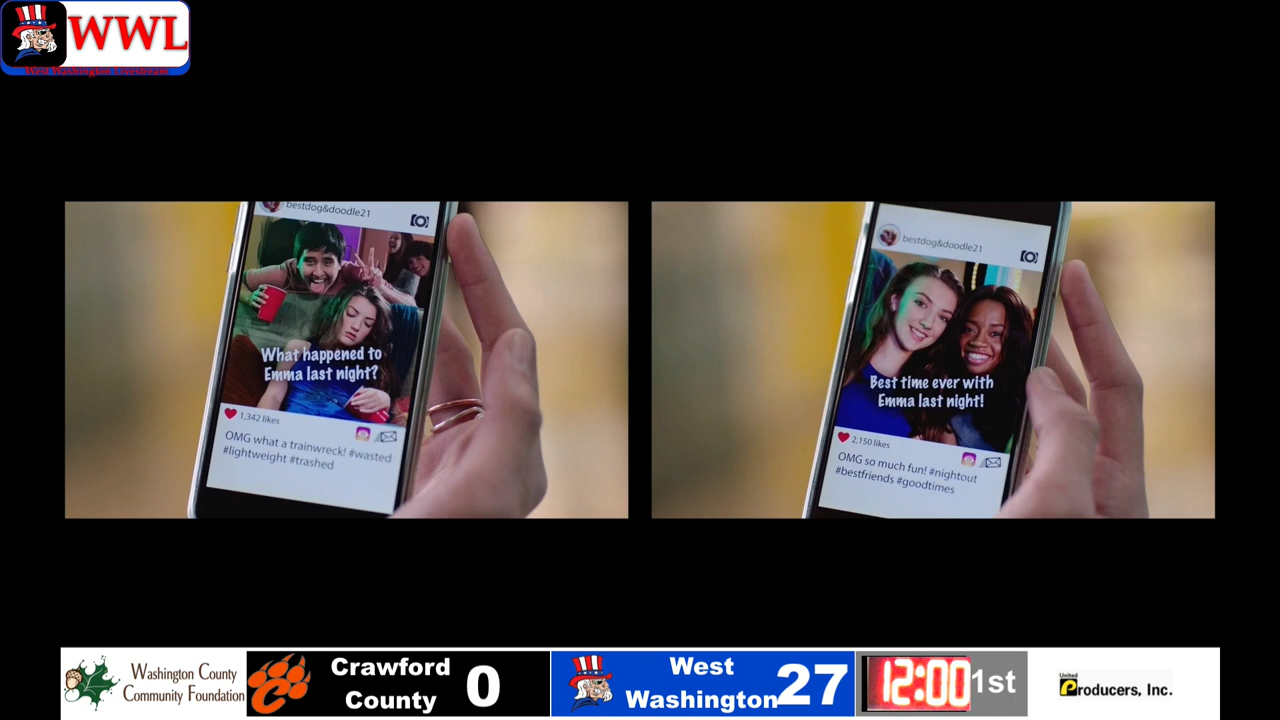 WWL
West Washington Livestream
bestdog&doodle21
What happened to
Emma last night?
1,342 likes
OMG what a trainwreck! #wasted
#lightweight #trashed
bestdog&doodle21
Best time ever with
Emma last night!
2,150 likes
OMG so much fun! #nightout
#bestfriends #goodtimes
Washington County
Community Foundation
Crawford
County
0
West
Washington
27
12:00
1st
United
Producers, Inc.